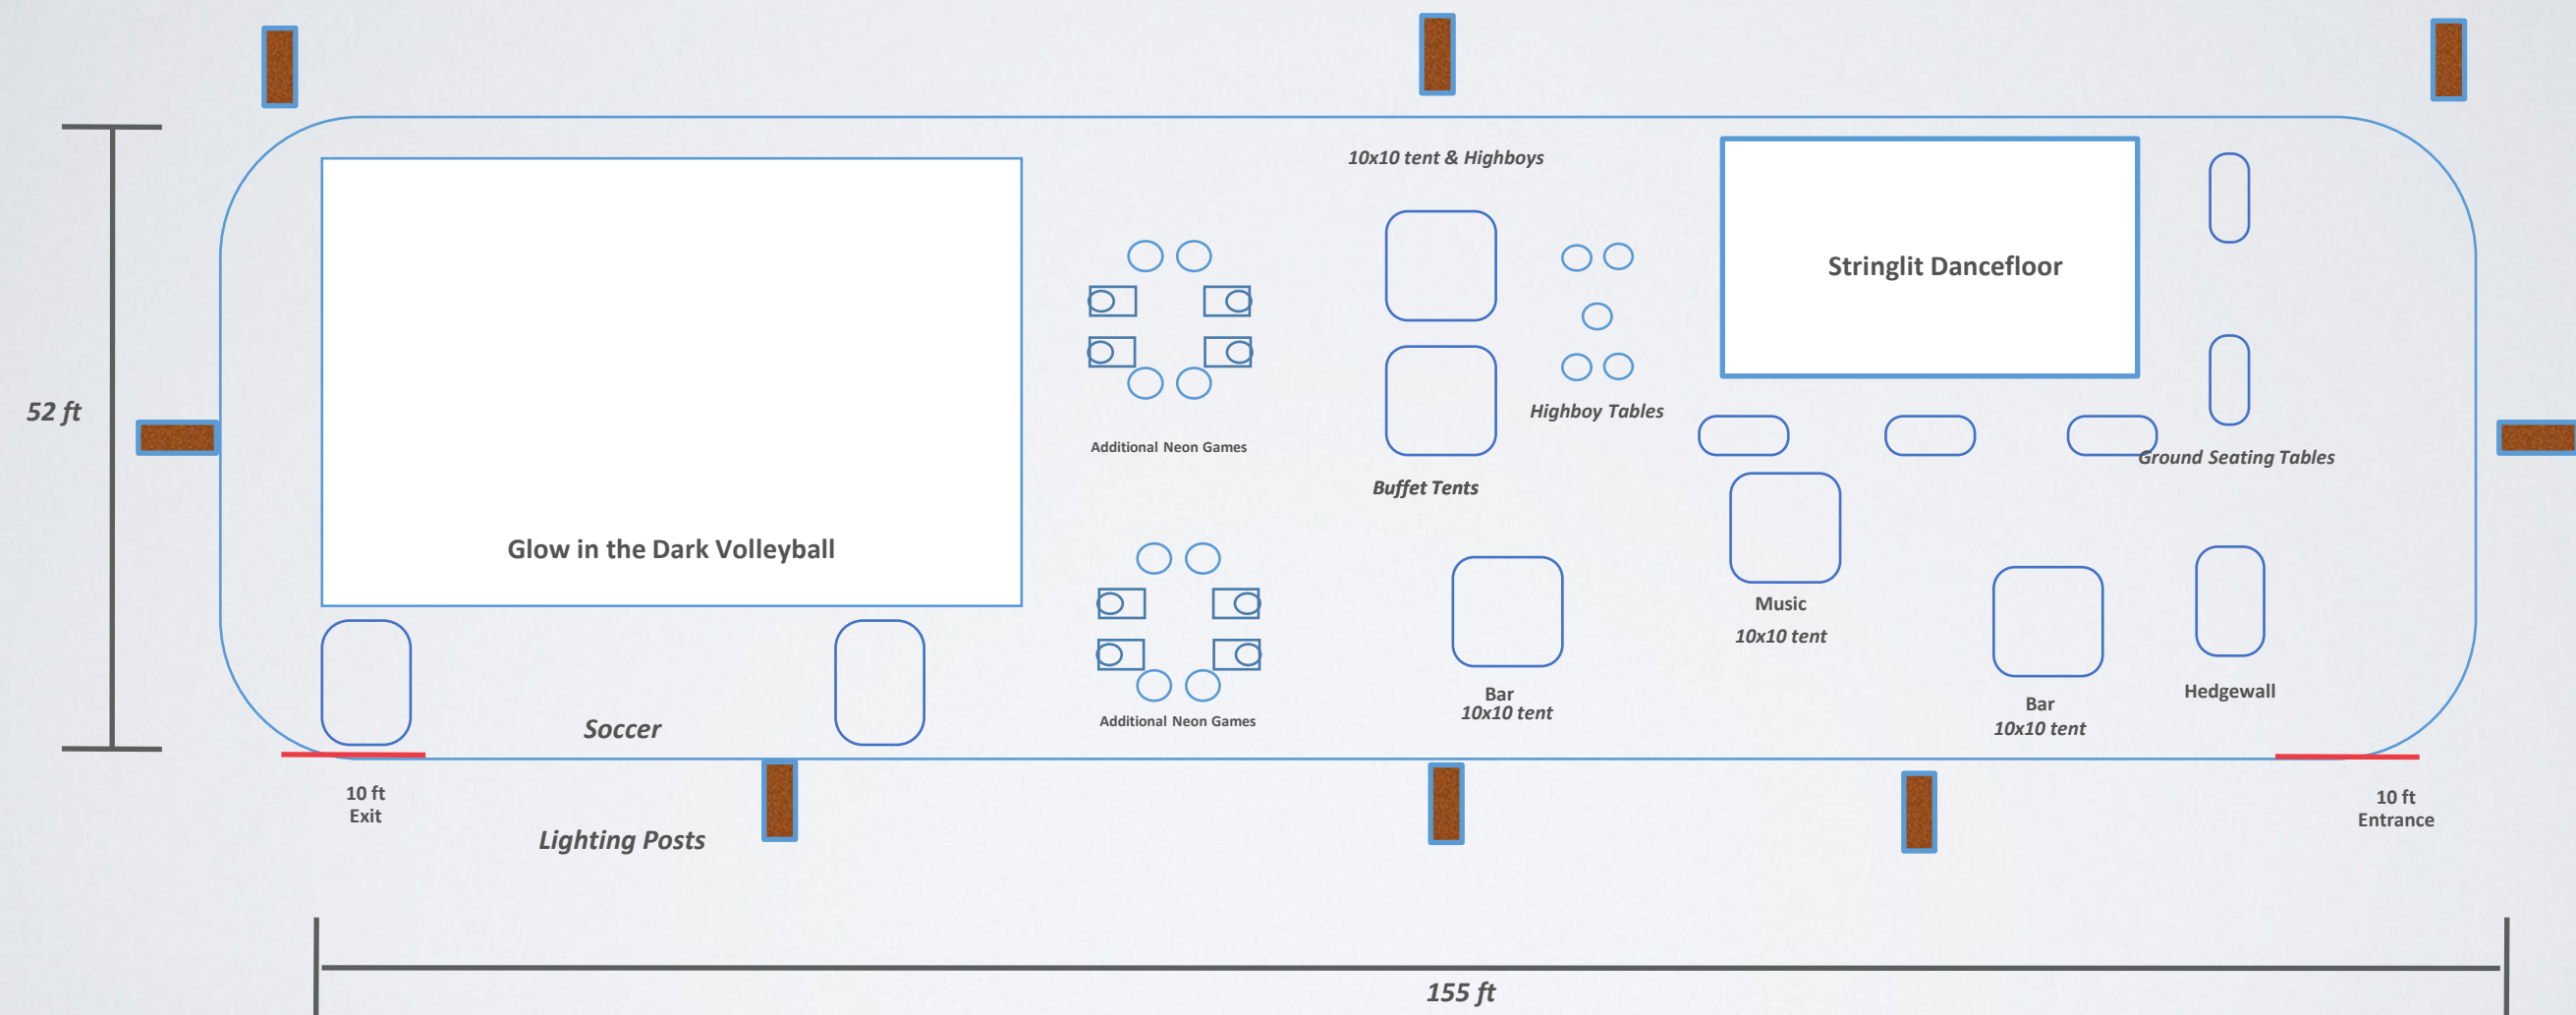 10x10 tent & Highboys
Stringlit Dancefloor
52 ft
Highboy Tables
Additional Neon Games
Ground Seating Tables
Buffet Tents
Glow in the Dark Volleyball
Music
10x10 tent
Bar
10x10 tent
Hedgewall
Bar
10x10 tent
Additional Neon Games
Soccer
10 ft
Exit
10 ft
Entrance
Lighting Posts
155 ft